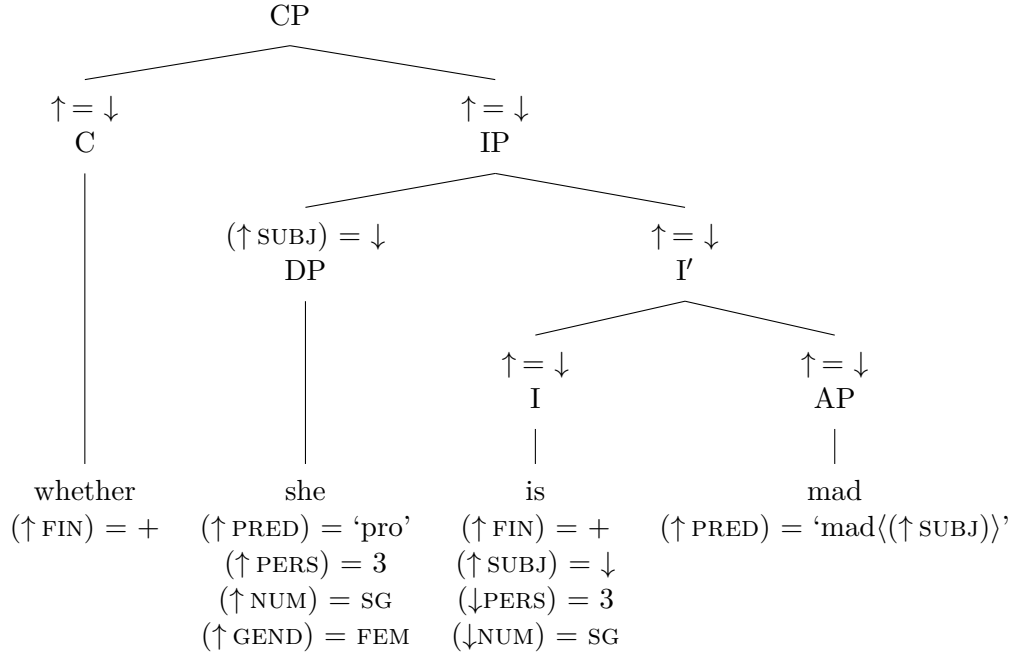 CP
↑ = ↓ ↑ = ↓
C IP
(↑ SUBJ) = ↓ ↑ = ↓
DP I′
↑ = ↓ ↑ = ↓
I AP
whether she is mad
(↑ FIN) = + (↑ PRED) = ‘pro’ (↑ FIN) = + (↑ PRED) = ‘mad⟨(↑ SUBJ)⟩’
(↑ PERS) = 3 (↑ SUBJ) = ↓
(↑ NUM) = SG (↓PERS) = 3
(↑ GEND) = FEM (↓NUM) = SG